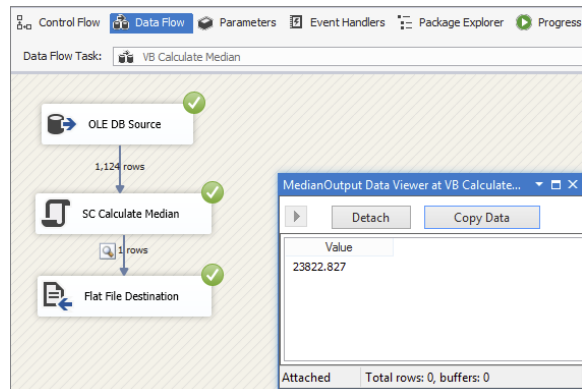 Control Flow Data Flow Parameters Event Handlers Package Explorer Progress
Data Flow Task: VB Calculate Median
OLE DB Source
1,124 rows
SC Calculate Median
1 rows
Flat File Destination
MedianOutput Data Viewer at VB Calculate...
Detach Copy Data
Value
23822.827
Attached Total rows: 0, buffers: 0